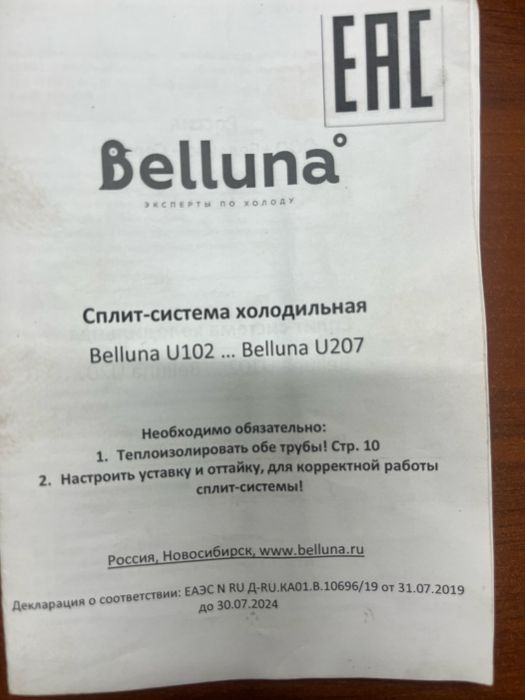 EAC
Belluna°
ЭКСПЕРТЫ ПО ХОЛОДУ
Сплит-система холодильная
Belluna U102 ... Belluna U207
Необходимо обязательно:
1. Теплоизолировать обе трубы! Стр. 10
2. Настроить уставку и оттайку, для корректной работы
сплит-системы!
Россия, Новосибирск, www.belluna.ru
Декларация о соответствии: ЕАЭС N RU Д-RU.КА01.В.10696/19 от 31.07.2019
до 30.07.2024